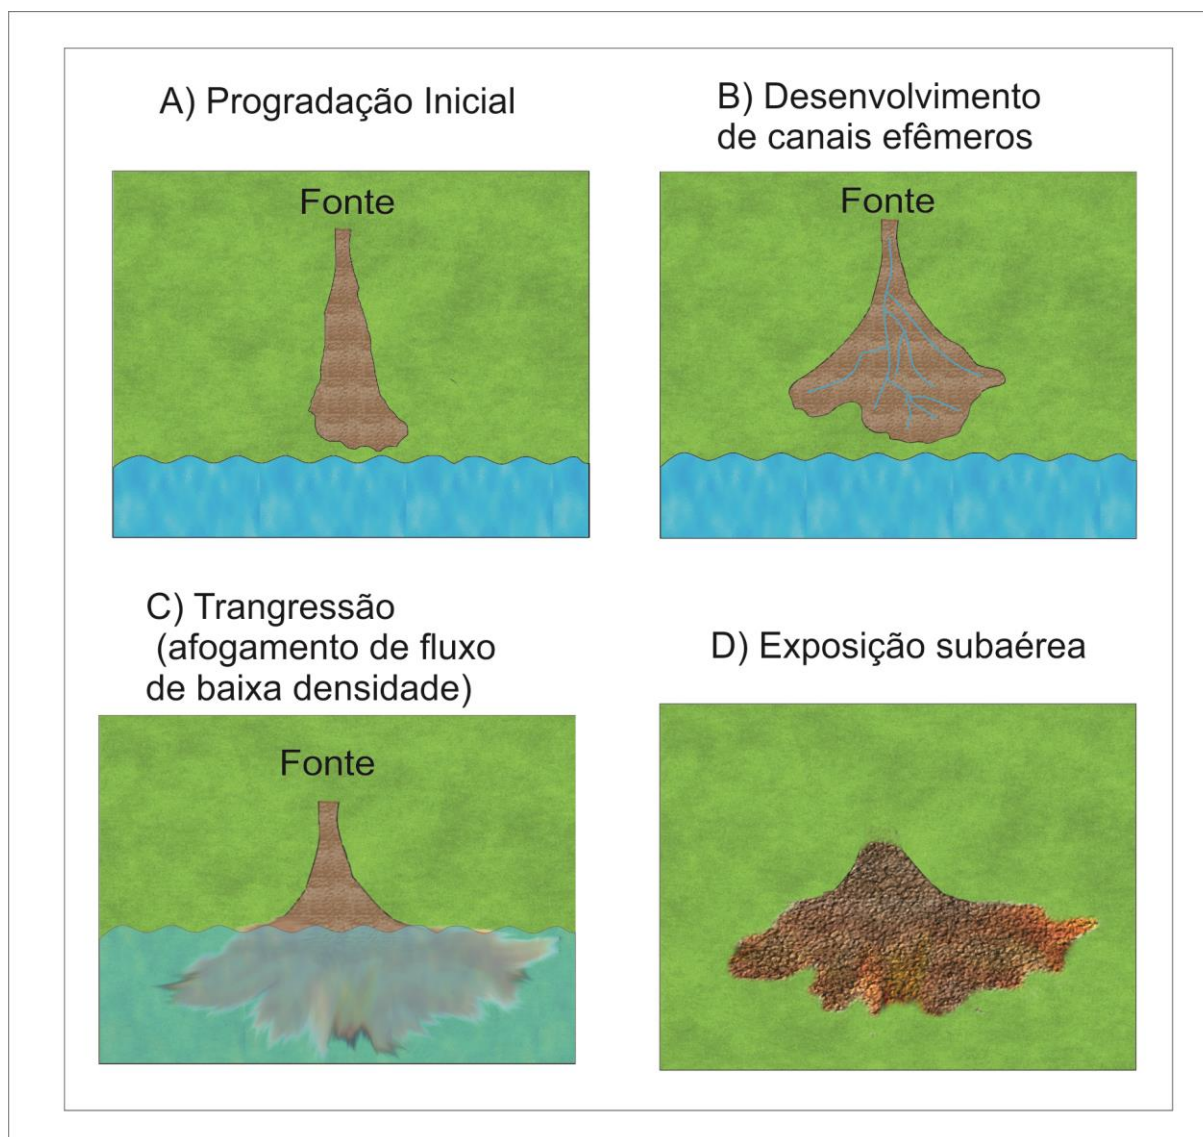 A) Progradação Inicial
Fonte
B) Desenvolvimento
de canais efêmeros
Fonte
C) Trangressão
(afogamento de fluxo
de baixa densidade)
Fonte
D) Exposição subaérea